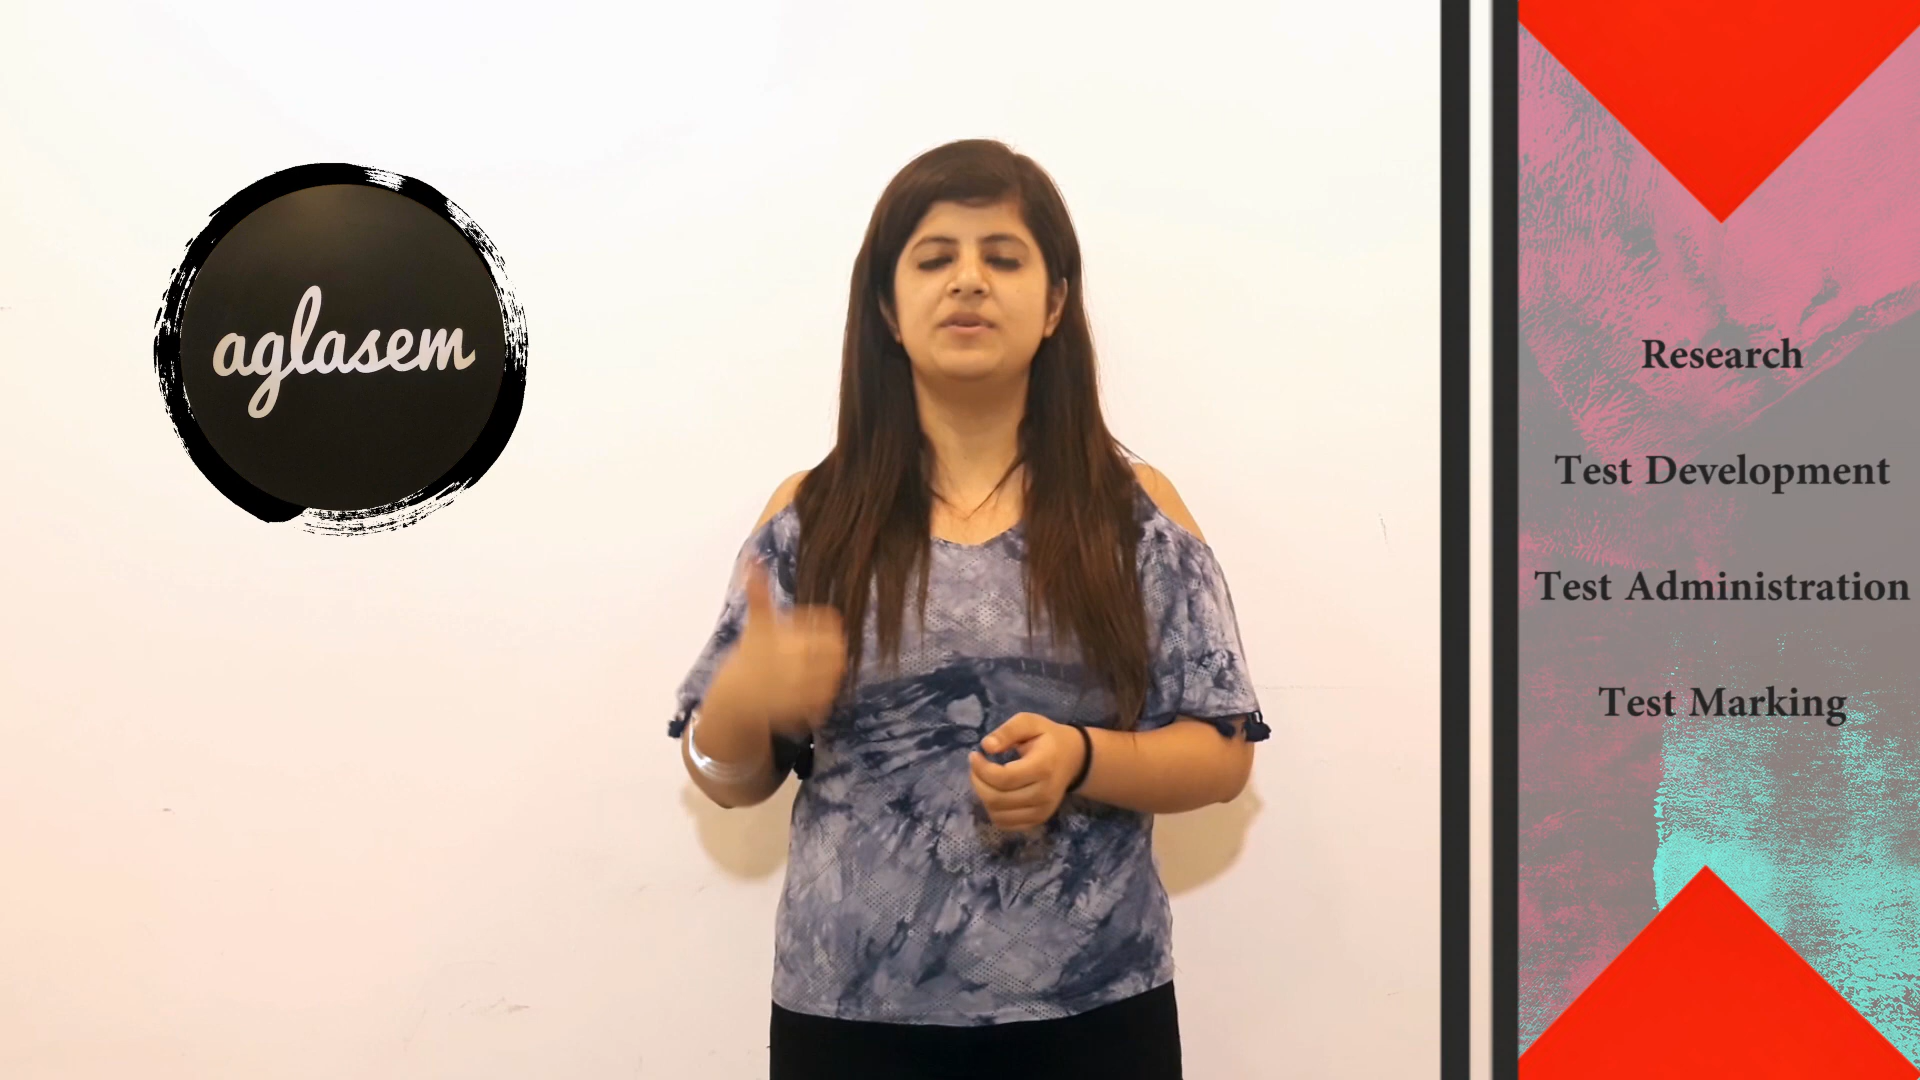 aglasem
Research
Test Development
Test Administration
Test Marking